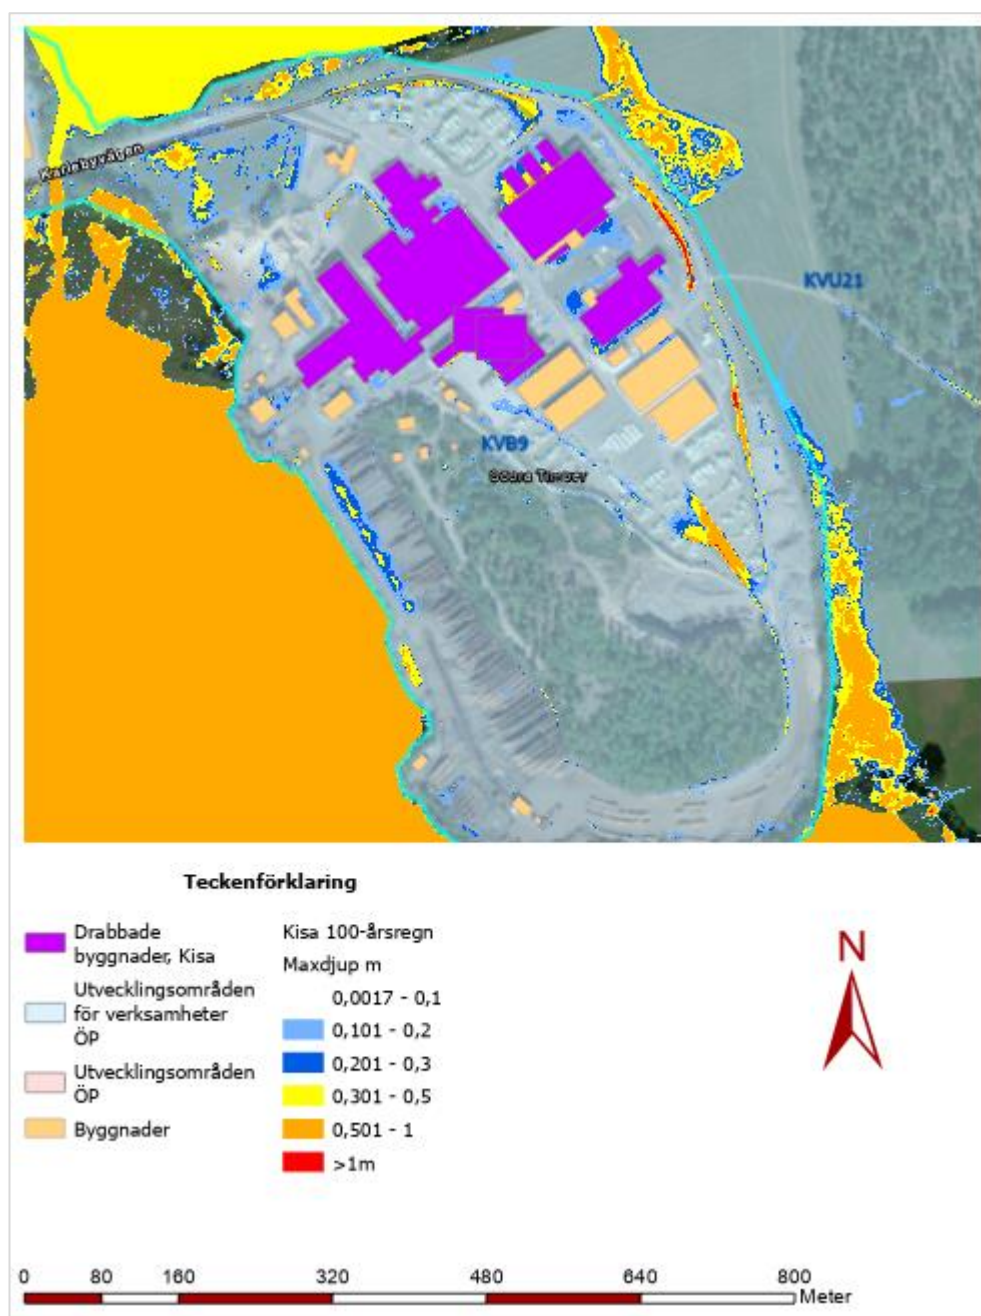 Karlebyvägen
KVU21
KVB9
Södra Timber
Teckenförklaring
Drabbade
byggnader, Kisa
Utvecklingsområden
för verksamheter
ÖP
Utvecklingsområden
ÖP
Byggnader
Kisa 100-årsregn
Maxdjup m
0,0017 - 0,1
0,101 - 0,2
0,201 - 0,3
0,301 - 0,5
0,501 - 1
>1m
N
0 80 160 320 480 640 800
Meter